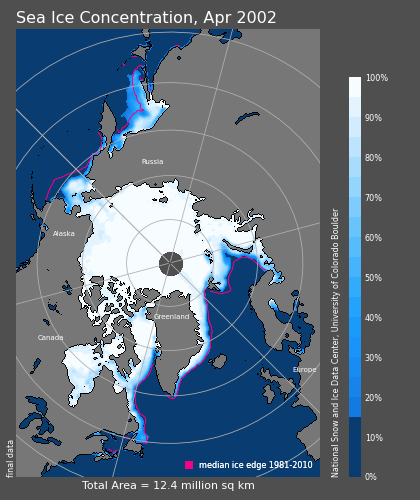 Sea Ice Concentration, Apr 2002
100%
90%
80%
70%
60%
50%
40%
30%
20%
10%
0%
Russia
Alaska
Greenland
Canada
Europe
median ice edge 1981-2010
final data
National Snow and Ice Data Center, University of Colorado Boulder
Total Area = 12.4 million sq km